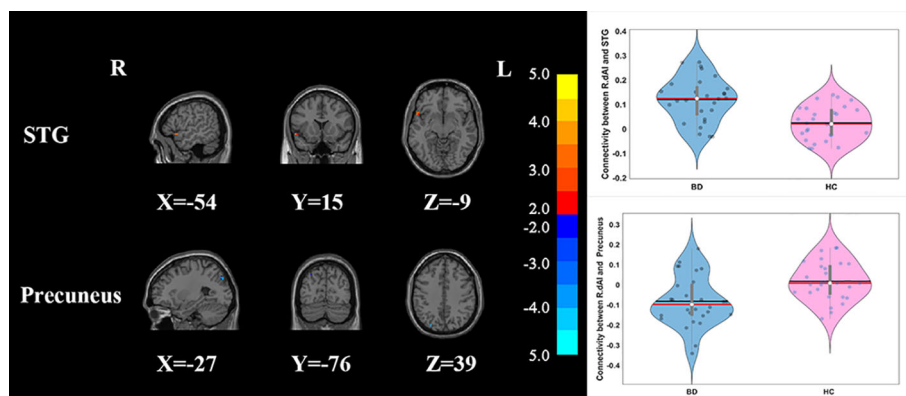 R
L
STG
X=-54
Y=15
Z=-9
Precuneus
X=-27
Y=-76
Z=39
5.0
4.0
3.0
2.0
-2.0
-3.0
-4.0
5.0
Connectivity between R.dAI and STG
0.4
0.3
0.2
0.1
0
-0.1
-0.2
BD
HC
Connectivity between R.dAI and Precuneus
0.3
0.2
0.1
0
-0.1
-0.2
-0.3
-0.4
BD
HC